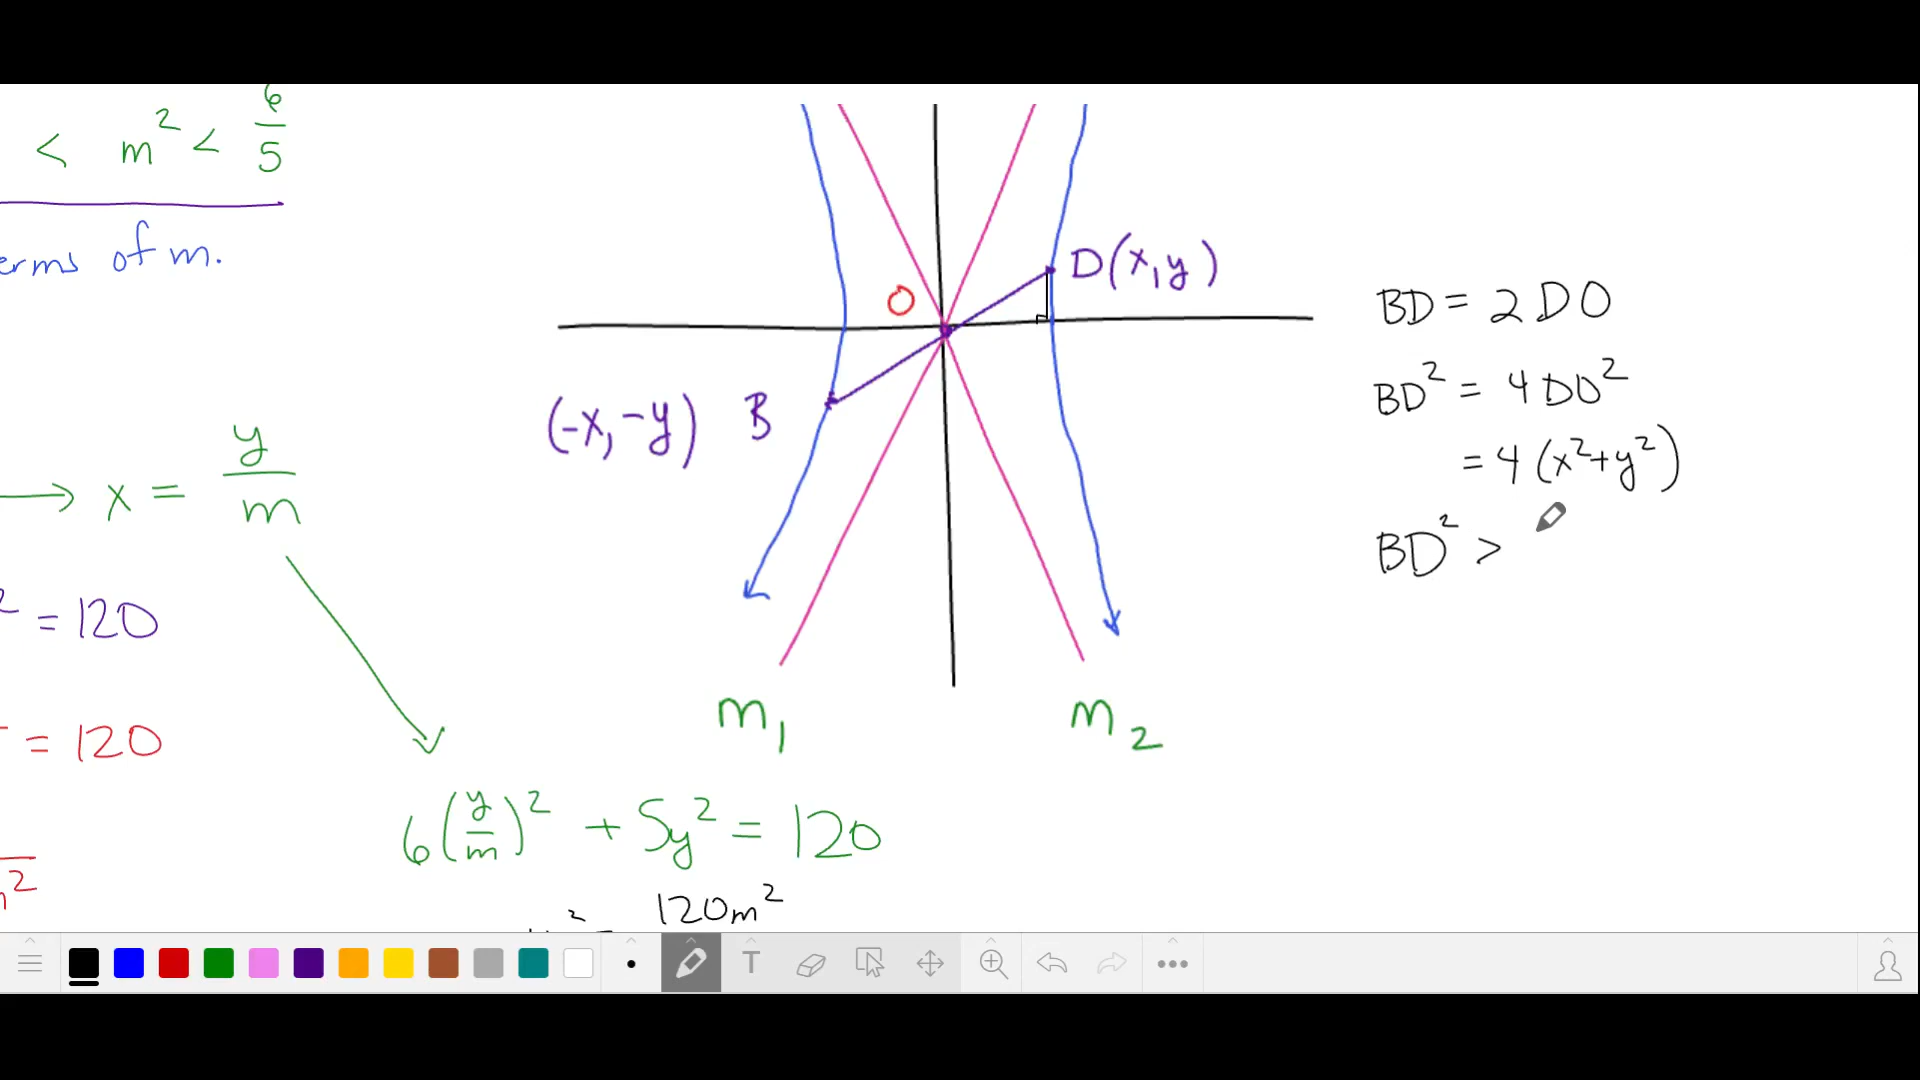 < m² < 6/5
erms of m.
O
D(x,y)
(-x,-y) B
BD = 2DO
BD² = 4DO²
= 4(x²+y²)
BD² >
→ x = y/m
² = 120
= 120
m₁
m₂
6(y/m)² + 5y² = 120
120m²
T